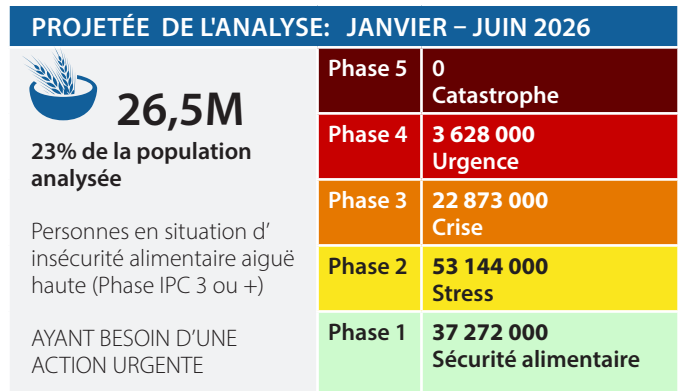 PROJETÉE DE L'ANALYSE: JANVIER – JUIN 2026
26,5M
23% de la population
analysée
Personnes en situation d’
insécurité alimentaire aiguë
haute (Phase IPC 3 ou +)
AYANT BESOIN D’UNE
ACTION URGENTE
Phase 5 0
Catastrophe
Phase 4 3 628 000
Urgence
Phase 3 22 873 000
Crise
Phase 2 53 144 000
Stress
Phase 1 37 272 000
Sécurité alimentaire